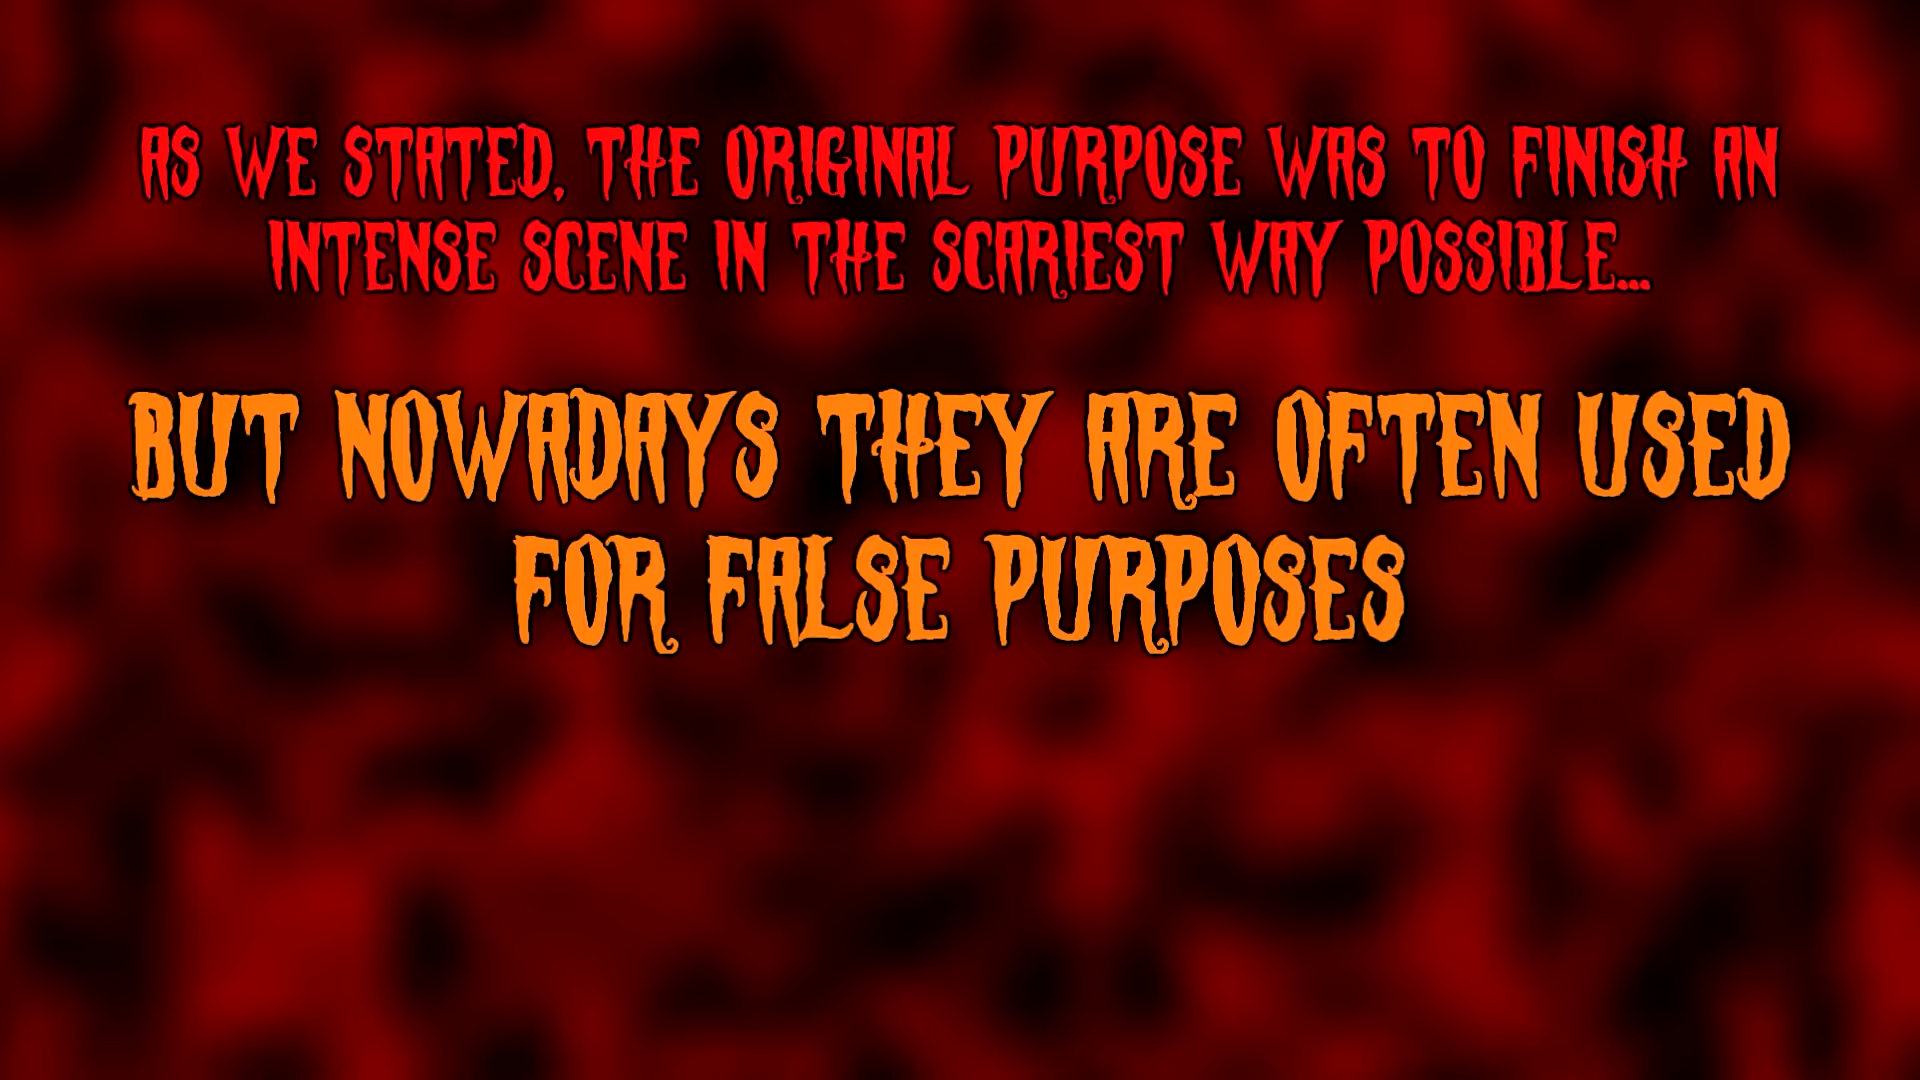 AS WE STATED, THE ORIGINAL PURPOSE WAS TO FINISH AN
INTENSE SCENE IN THE SCARIEST WAY POSSIBLE...
BUT NOWADAYS THEY ARE OFTEN USED
FOR FALSE PURPOSES